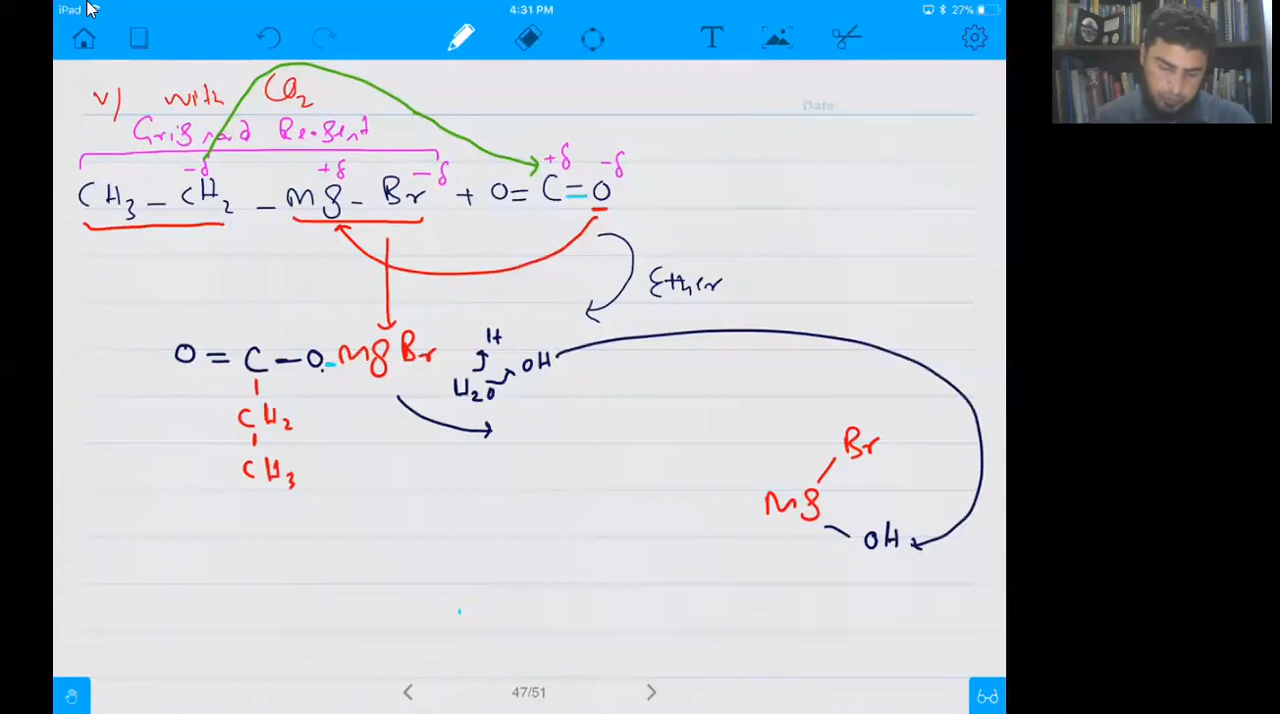 iPad 4:31 PM 27%
T
v) with CO₂
Date:
Grignard Reagent
-δ +δ -δ +δ -δ
CH₃ - CH₂ - Mg - Br + O = C = O
Ether
O = C - O - MgBr
H
H₂O OH
CH₂
CH₃
Br
Mg
OH
47/51